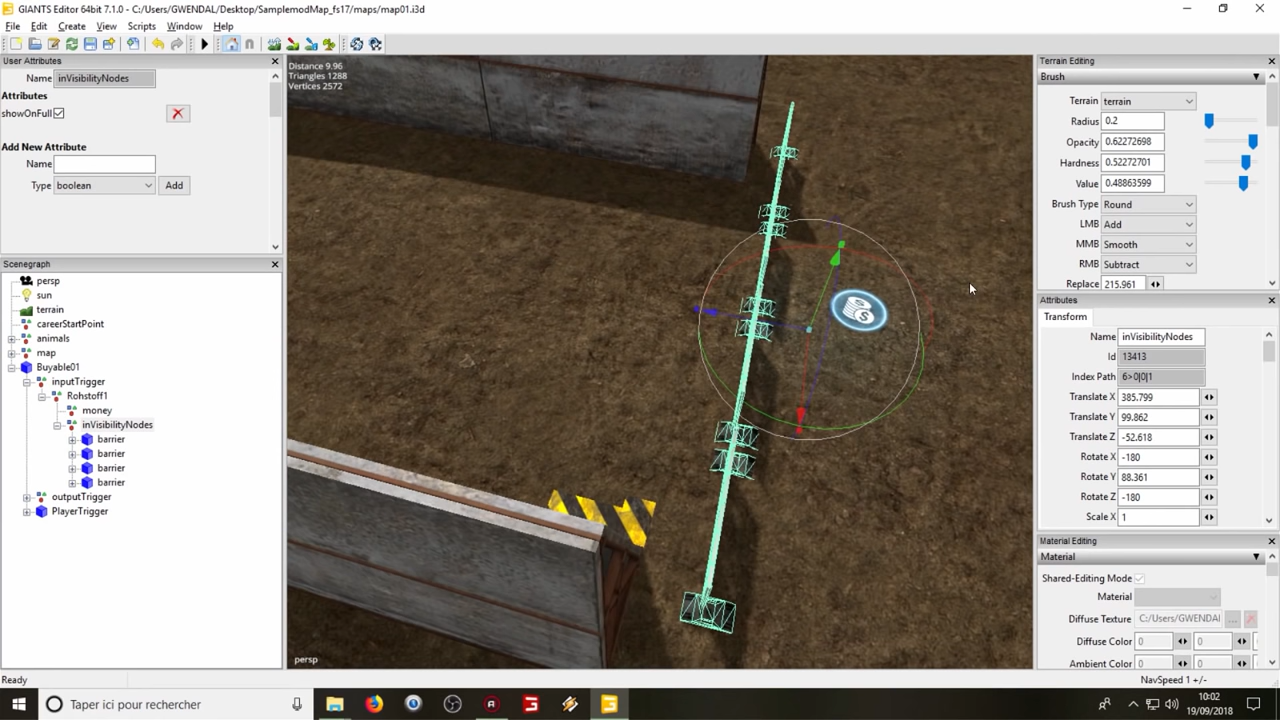 GIANTS Editor 64bit 7.1.0 - C:/Users/GWENDAL/Desktop/SamplemodMap_fs17/maps/map01.i3d
File Edit Create View Scripts Window Help
User Attributes
Name inVisibilityNodes
Attributes
showOnFull
Add New Attribute
Name
Type boolean Add
Scenegraph
persp
sun
terrain
careerStartPoint
animals
map
Buyable01
inputTrigger
Rohstoff1
money
inVisibilityNodes
barrier
barrier
barrier
barrier
outputTrigger
PlayerTrigger
Distance 9.96
Triangles 1288
Vertices 2572
persp
Terrain Editing
Brush
Terrain terrain
Radius 0.2
Opacity 0.62272698
Hardness 0.52272701
Value 0.48863599
Brush Type Round
LMB Add
MMB Smooth
RMB Subtract
Replace 215.961
Attributes
Transform
Name inVisibilityNodes
Id 13413
Index Path 6>0|0|1
Translate X 385.799
Translate Y 99.862
Translate Z -52.618
Rotate X -180
Rotate Y 88.361
Rotate Z -180
Scale X 1
Material Editing
Material
Shared-Editing Mode
Material
Diffuse Texture C:/Users/GWENDAI ...
Diffuse Color 0 0
Ambient Color 0 0
Ready
NavSpeed 1 +/-
Taper ici pour rechercher
10:02
19/09/2018